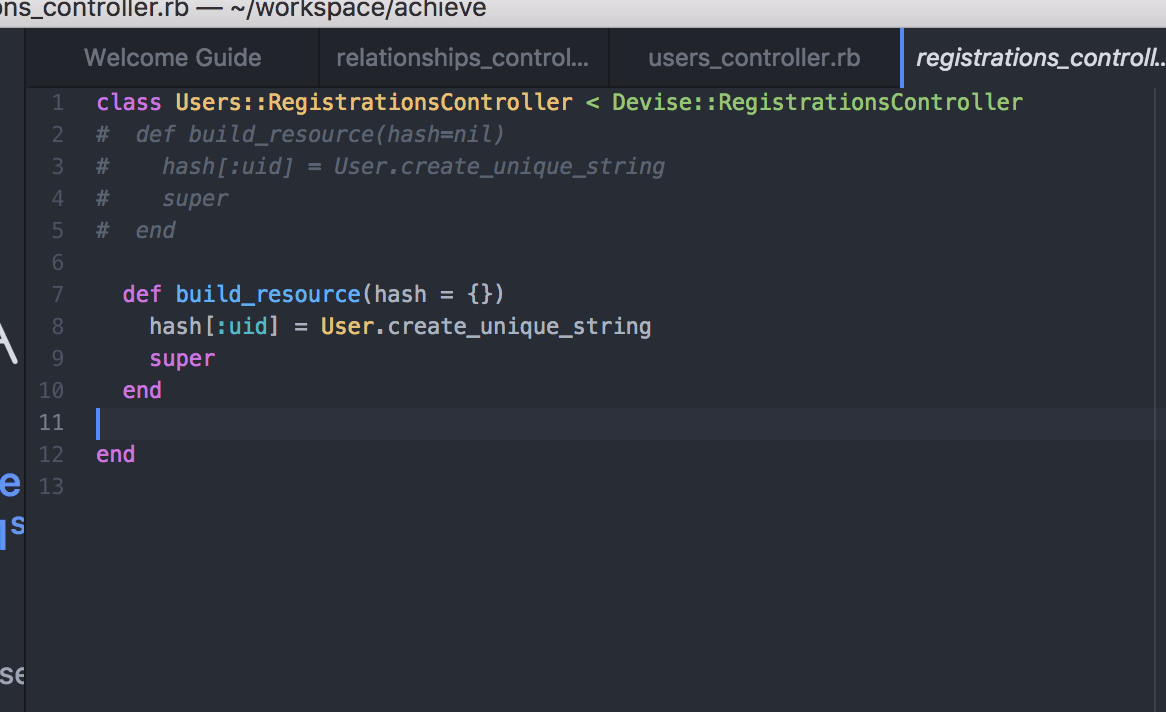 ns_controller.rb — ~/workspace/achieve
Welcome Guide
relationships_control...
users_controller.rb
registrations_controll...
1 class Users::RegistrationsController < Devise::RegistrationsController
2 #  def build_resource(hash=nil)
3 #    hash[:uid] = User.create_unique_string
4 #    super
5 #  end
6
7   def build_resource(hash = {})
8     hash[:uid] = User.create_unique_string
9     super
10   end
11
12 end
13